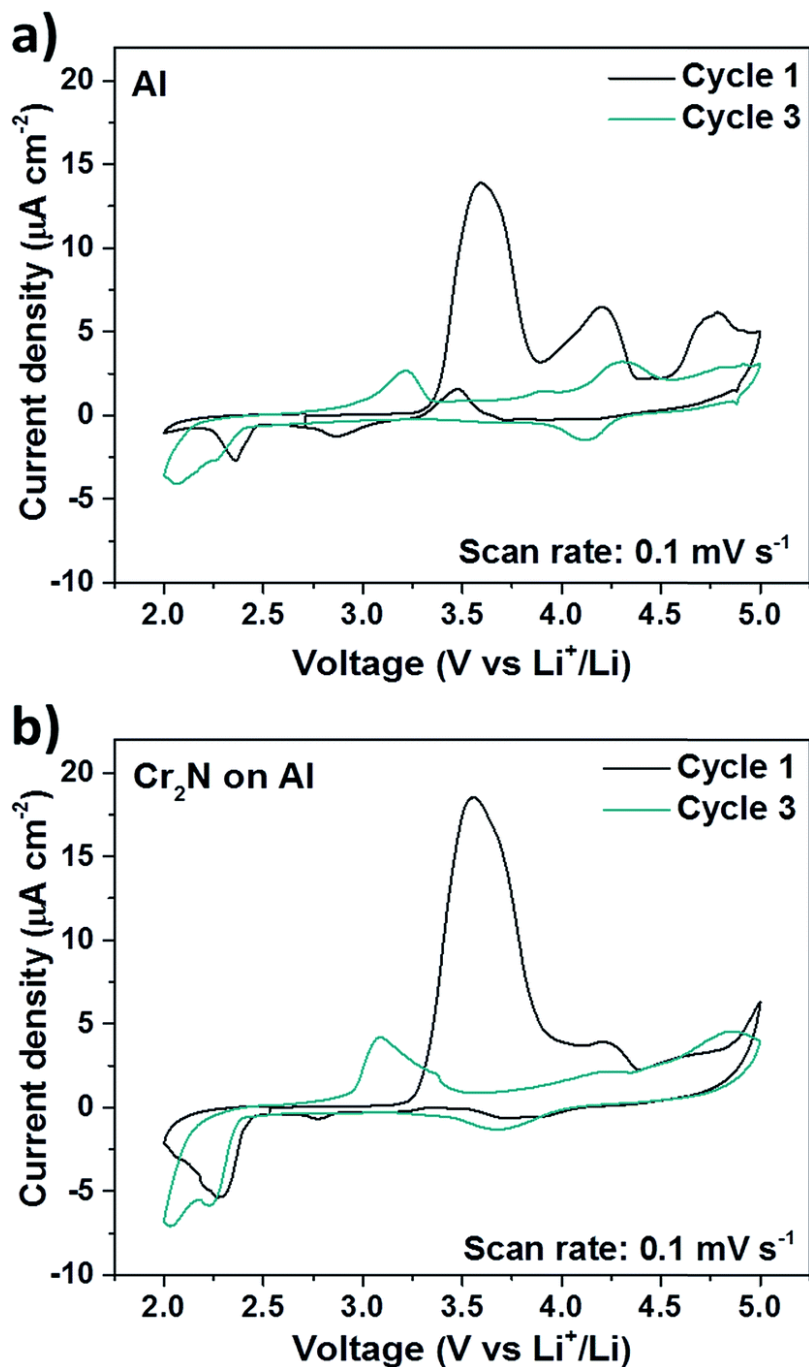 a)
Al
Cycle 1
Cycle 3
Current density (μA cm⁻²)
20
15
10
5
0
-5
-10
Scan rate: 0.1 mV s⁻¹
2.0 2.5 3.0 3.5 4.0 4.5 5.0
Voltage (V vs Li⁺/Li)
b)
Cr₂N on Al
Cycle 1
Cycle 3
Current density (μA cm⁻²)
20
15
10
5
0
-5
-10
Scan rate: 0.1 mV s⁻¹
2.0 2.5 3.0 3.5 4.0 4.5 5.0
Voltage (V vs Li⁺/Li)